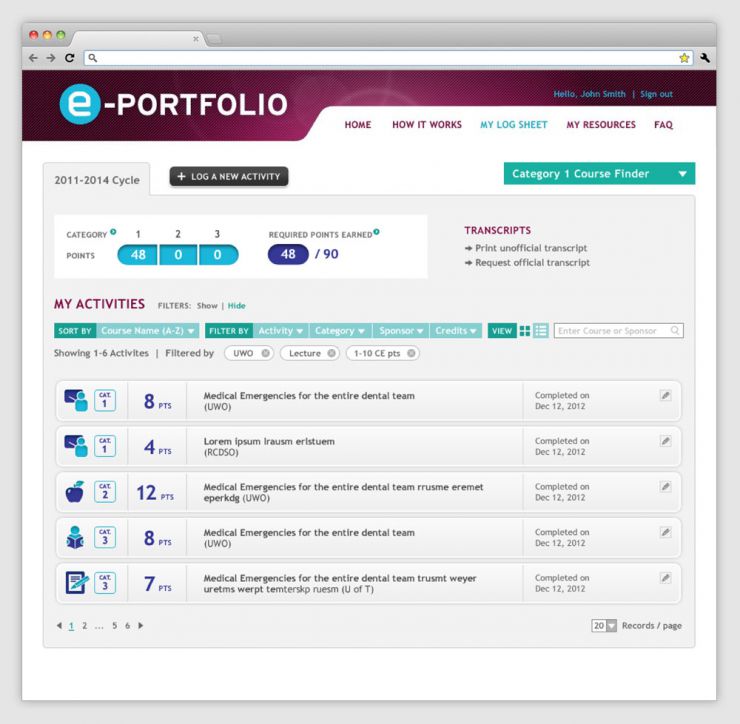 e-PORTFOLIO
Hello, John Smith | Sign out
HOME HOW IT WORKS MY LOG SHEET MY RESOURCES FAQ
2011-2014 Cycle
+ LOG A NEW ACTIVITY
Category 1 Course Finder
CATEGORY 1 2 3
REQUIRED POINTS EARNED
POINTS 48 0 0
48 / 90
TRANSCRIPTS
Print unofficial transcript
Request official transcript
MY ACTIVITIES FILTERS: Show | Hide
SORT BY Course Name (A-Z) FILTER BY Activity Category Sponsor Credits VIEW Enter Course or Sponsor
Showing 1-6 Activites | Filtered by UWO Lecture 1-10 CE pts
CAT. 1
8 PTS
Medical Emergencies for the entire dental team
(UWO)
Completed on
Dec 12, 2012
CAT. 1
4 PTS
Lorem ipsum irausm eristuem
(RCDSO)
Completed on
Dec 12, 2012
CAT. 2
12 PTS
Medical Emergencies for the entire dental team rrusme eremet
eperkdg (UWO)
Completed on
Dec 12, 2012
CAT. 3
8 PTS
Medical Emergencies for the entire dental team
(UWO)
Completed on
Dec 12, 2012
CAT. 3
7 PTS
Medical Emergencies for the entire dental team trusmt weyer
uretms werpt temterskp ruesm (U of T)
Completed on
Dec 12, 2012
1 2 ... 5 6
20 Records / page